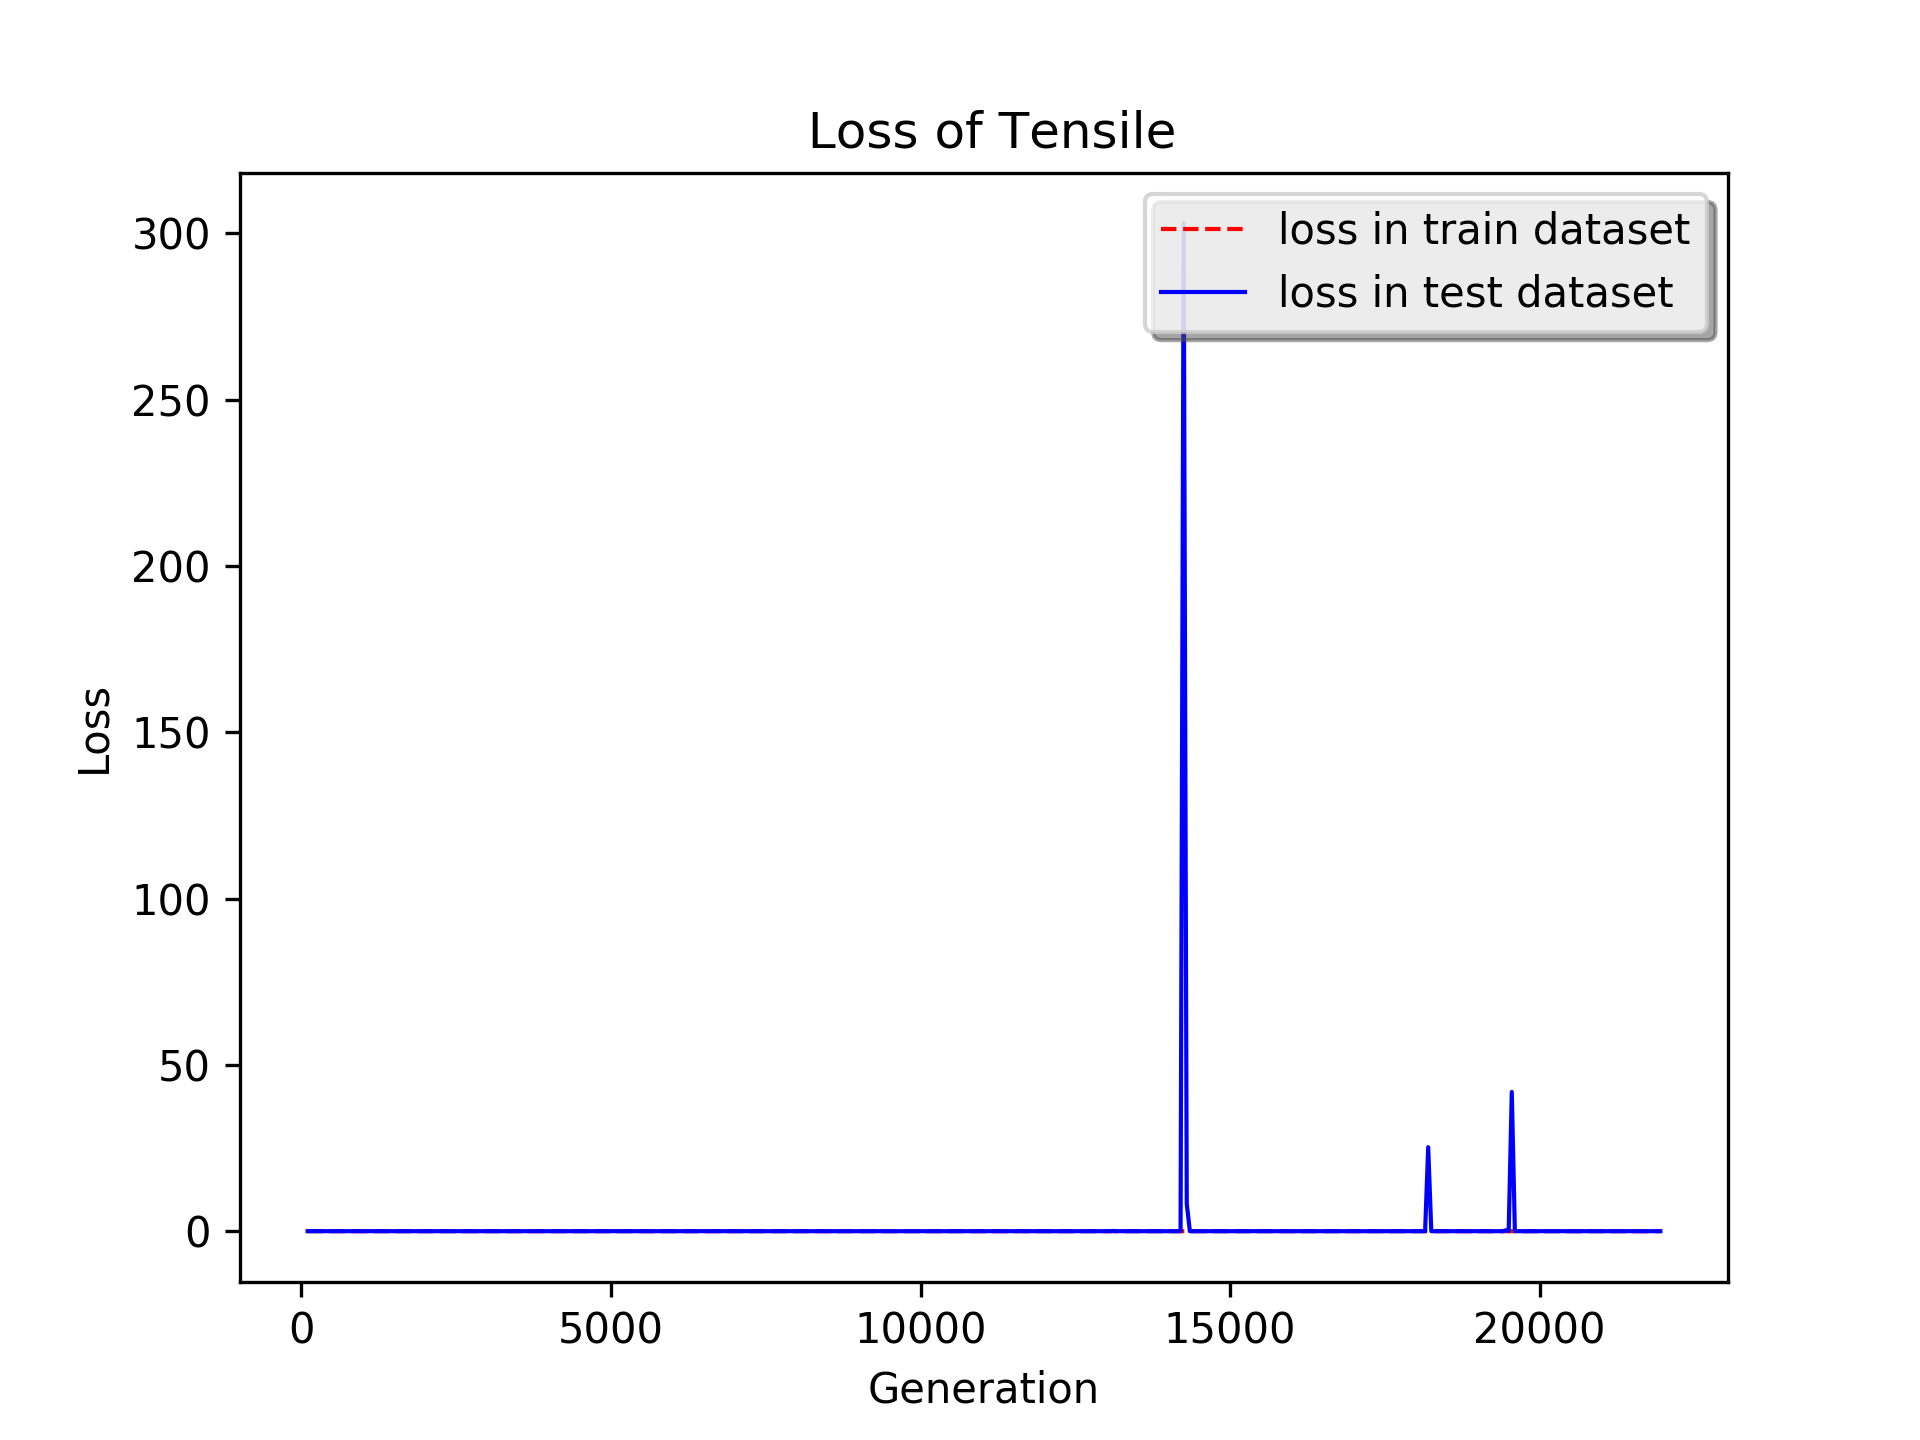 Loss of Tensile
loss in train dataset
loss in test dataset
300
250
200
150
100
50
0
Loss
0 5000 10000 15000 20000
Generation